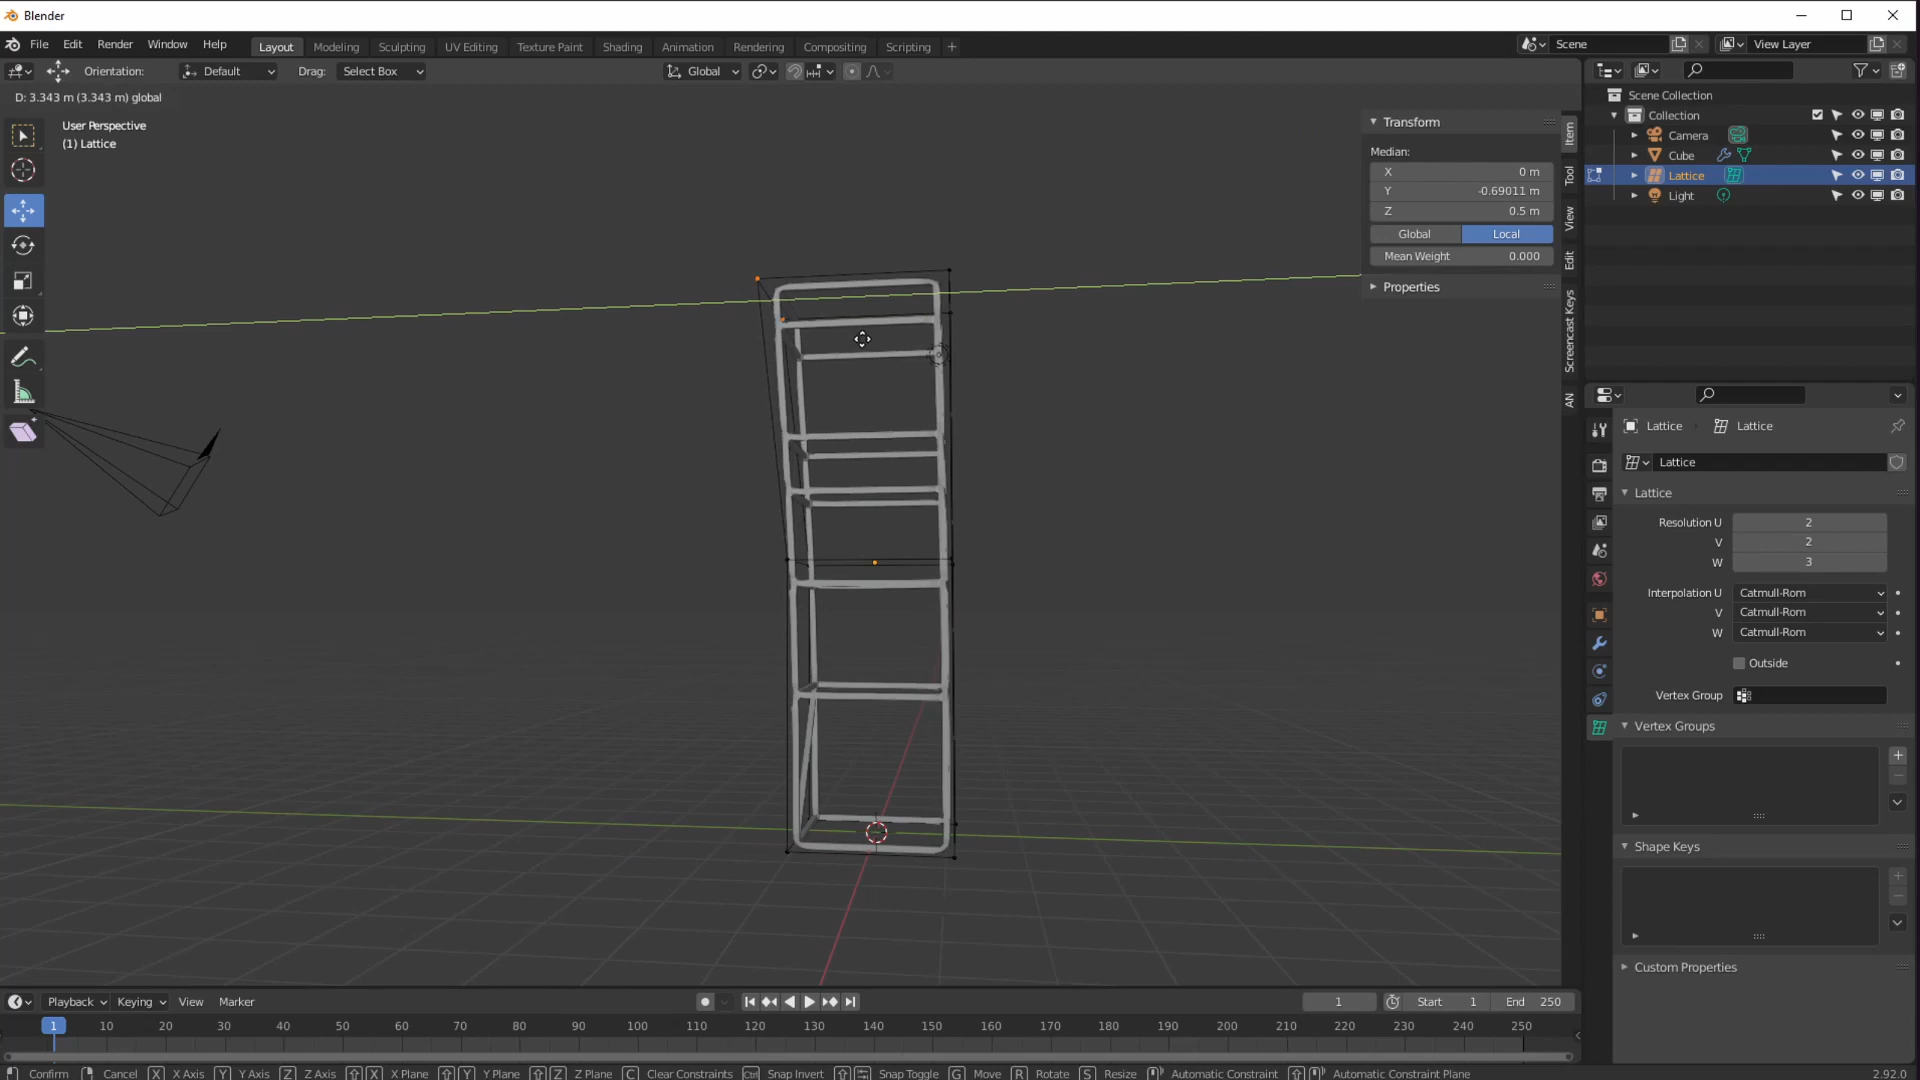 Blender
File Edit Render Window Help
Layout Modeling Sculpting UV Editing Texture Paint Shading Animation Rendering Compositing Scripting +
Scene
View Layer
Orientation: Default Drag: Select Box
Global
D: 3.343 m (3.343 m) global
User Perspective
(1) Lattice
Transform
Median:
X 0 m
Y -0.69011 m
Z 0.5 m
Global Local
Mean Weight 0.000
Properties
Item
Tool
View
Edit
Screencast Keys
AN
Scene Collection
Collection
Camera
Cube
Lattice
Light
Lattice Lattice
Lattice
Lattice
Resolution U 2
V 2
W 3
Interpolation U Catmull-Rom
V Catmull-Rom
W Catmull-Rom
Outside
Vertex Group
Vertex Groups
Shape Keys
Custom Properties
Playback Keying View Marker
1 Start 1 End 250
1 10 20 30 40 50 60 70 80 90 100 110 120 130 140 150 160 170 180 190 200 210 220 230 240 250
Confirm Cancel X X Axis Y Y Axis Z Z Axis X X Plane Y Y Plane Z Z Plane C Clear Constraints Ctrl Snap Invert Snap Toggle G Move R Rotate S Resize Automatic Constraint Automatic Constraint Plane
2.92.0